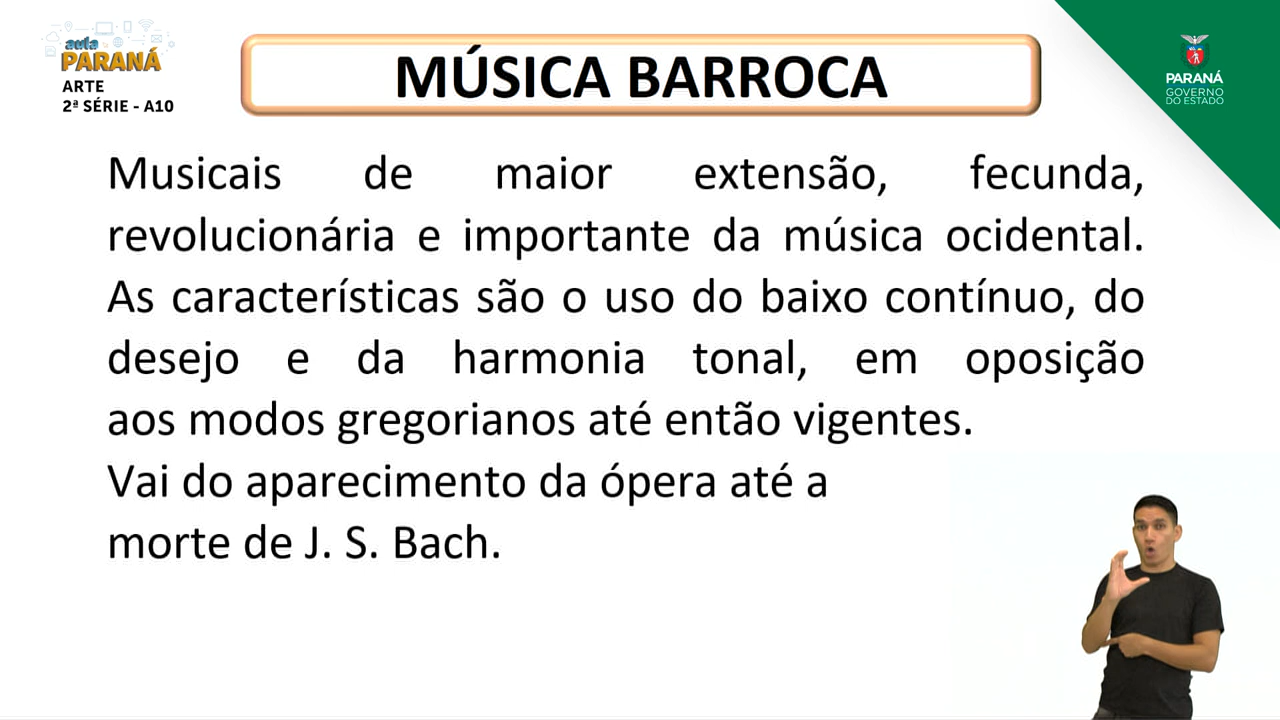 aula
PARANÁ
ARTE
2ª SÉRIE - A10
MÚSICA BARROCA
PARANÁ
GOVERNO
DO ESTADO
Musicais de maior extensão, fecunda,
revolucionária e importante da música ocidental.
As características são o uso do baixo contínuo, do
desejo e da harmonia tonal, em oposição
aos modos gregorianos até então vigentes.
Vai do aparecimento da ópera até a
morte de J. S. Bach.